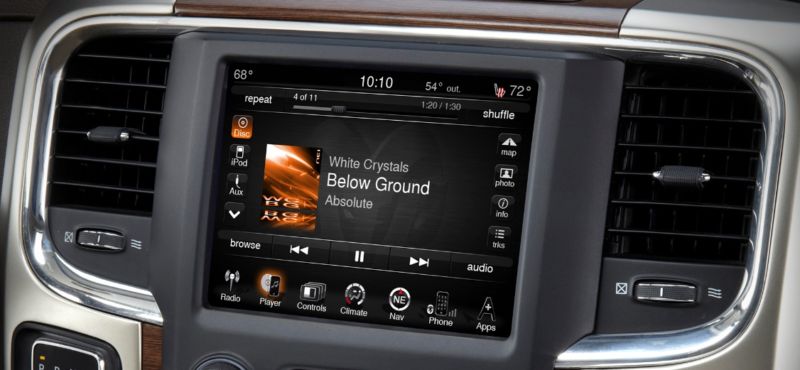 68°
10:10
54° out.
72°
repeat
4 of 11
1:20 / 1:30
shuffle
Disc
iPod
Aux
White Crystals
Below Ground
Absolute
map
photo
info
trks
browse
audio
Radio
Player
Controls
Climate
NE
Nav
Phone
Apps